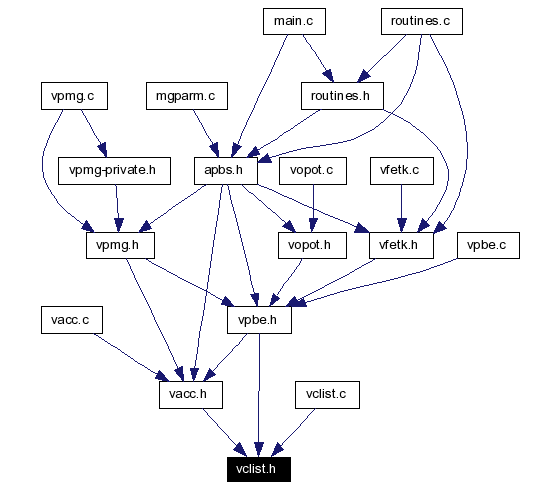 main.c
routines.c
vpmg.c
mgparm.c
routines.h
vpmg-private.h
apbs.h
vopot.c
vfetk.c
vpmg.h
vopot.h
vfetk.h
vpbe.c
vacc.c
vpbe.h
vacc.h
vclist.c
vclist.h